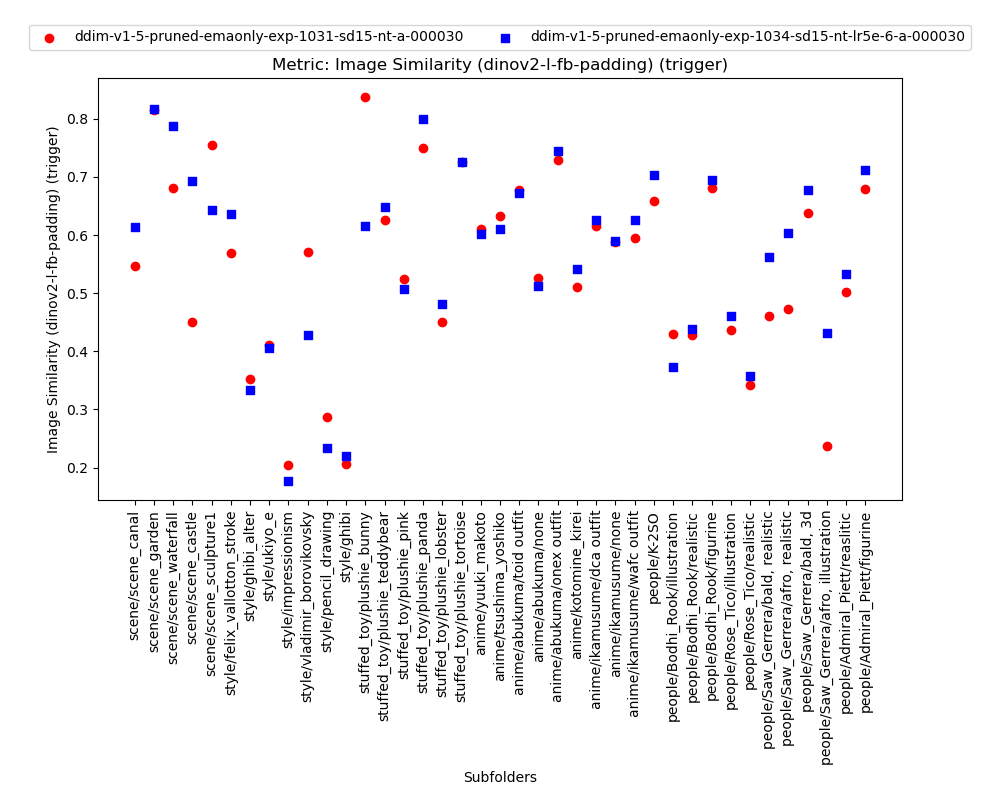 ddim-v1-5-pruned-emaonly-exp-1031-sd15-nt-a-000030
ddim-v1-5-pruned-emaonly-exp-1034-sd15-nt-lr5e-6-a-000030
Metric: Image Similarity (dinov2-l-fb-padding) (trigger)
Image Similarity (dinov2-l-fb-padding) (trigger)
0.8
0.7
0.6
0.5
0.4
0.3
0.2
scene/scene_canal
scene/scene_garden
scene/scene_waterfall
scene/scene_castle
scene/scene_sculpture1
style/felix_vallotton_stroke
style/ghibi_alter
style/ukiyo_e
style/impressionism
style/vladimir_borovikovsky
style/pencil_drawing
style/ghibi
stuffed_toy/plushie_bunny
stuffed_toy/plushie_teddybear
stuffed_toy/plushie_pink
stuffed_toy/plushie_panda
stuffed_toy/plushie_lobster
stuffed_toy/plushie_tortoise
anime/yuuki_makoto
anime/tsushima_yoshiko
anime/abukuma/toid outfit
anime/abukuma/none
anime/abukuma/onex outfit
anime/kotomine_kirei
anime/ikamusume/dca outfit
anime/ikamusume/none
anime/ikamusume/wafc outfit
people/K-2SO
people/Bodhi_Rook/illustration
people/Bodhi_Rook/realistic
people/Bodhi_Rook/figurine
people/Rose_Tico/illustration
people/Rose_Tico/realistic
people/Saw_Gerrera/bald, realistic
people/Saw_Gerrera/afro, realistic
people/Saw_Gerrera/bald, 3d
people/Saw_Gerrera/afro, illustration
people/Admiral_Piett/reasltic
people/Admiral_Piett/figurine
Subfolders